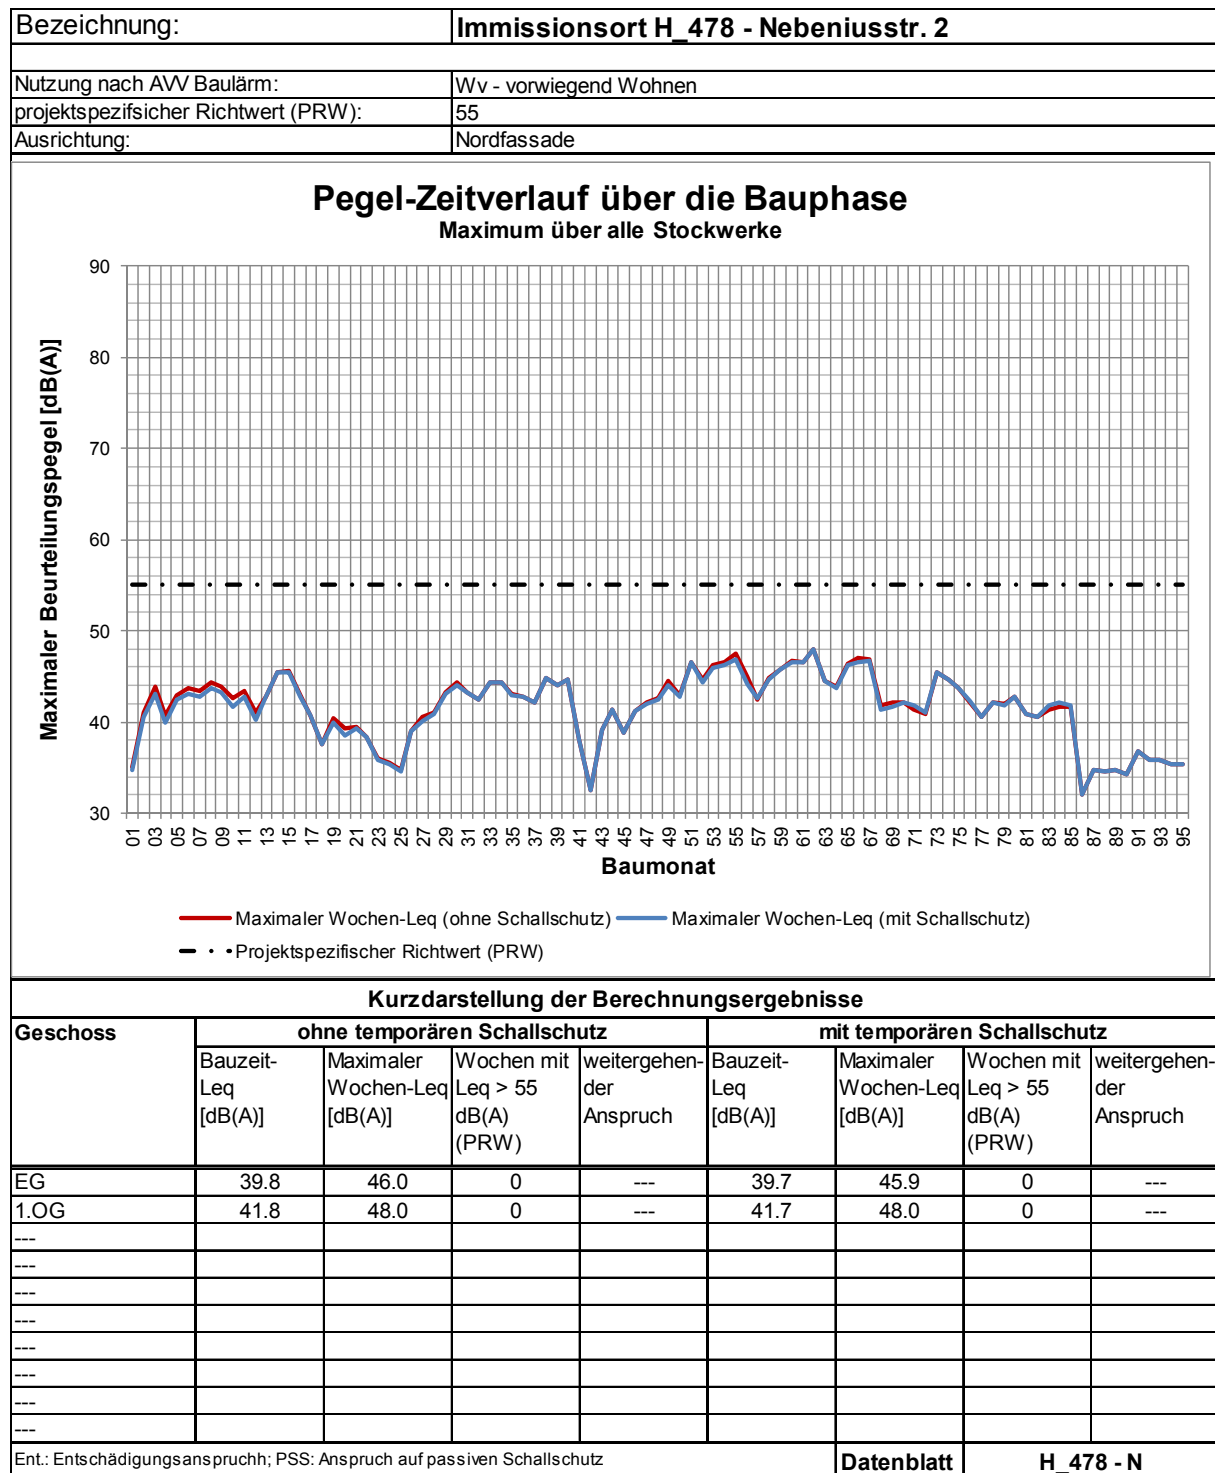 Bezeichnung: Immissionsort H_478 - Nebeniusstr. 2
Nutzung nach AVV Baulärm: Wv - vorwiegend Wohnen
projektspezifsicher Richtwert (PRW): 55
Ausrichtung: Nordfassade
Pegel-Zeitverlauf über die Bauphase
Maximum über alle Stockwerke
Maximaler Beurteilungspegel [dB(A)]
90
80
70
60
50
40
30
01 03 05 07 09 11 13 15 17 19 21 23 25 27 29 31 33 35 37 39 41 43 45 47 49 51 53 55 57 59 61 63 65 67 69 71 73 75 77 79 81 83 85 87 89 91 93 95
Baumonat
Maximaler Wochen-Leq (ohne Schallschutz) Maximaler Wochen-Leq (mit Schallschutz)
Projektspezifischer Richtwert (PRW)
Kurzdarstellung der Berechnungsergebnisse
Geschoss ohne temporären Schallschutz mit temporären Schallschutz
Bauzeit- Maximaler Wochen mit weitergehen- Bauzeit- Maximaler Wochen mit weitergehen-
Leq Wochen-Leq Leq > 55 der Leq Wochen-Leq Leq > 55 der
[dB(A)] [dB(A)] dB(A) Anspruch [dB(A)] [dB(A)] dB(A) Anspruch
(PRW) (PRW)
EG 39.8 46.0 0 --- 39.7 45.9 0 ---
1.OG 41.8 48.0 0 --- 41.7 48.0 0 ---
---
---
---
---
---
---
---
---
Ent.: Entschädigungsanspruchh; PSS: Anspruch auf passiven Schallschutz Datenblatt H_478 - N